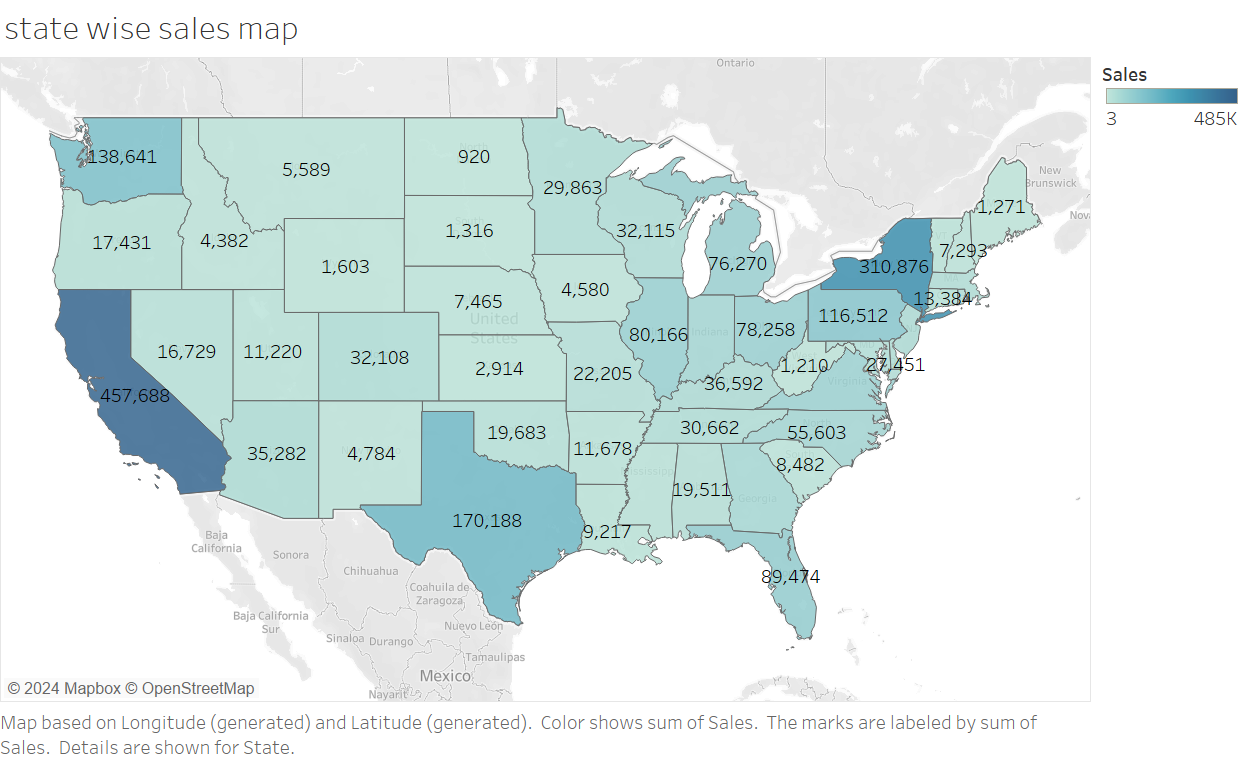 state wise sales map
Sales
3 485K
Ontario
New
Brunswick
138,641
5,589
920
29,863
1,271
17,431
4,382
1,316
32,115
1,603
76,270
310,876
7,293
7,465
4,580
13,384
United
States
116,512
16,729
11,220
32,108
80,166
Indiana
78,258
2,914
22,205
1,210
27,451
Virginia
457,688
36,592
19,683
30,662
55,603
35,282
4,784
11,678
8,482
Mississippi
19,511
Georgia
170,188
9,217
89,474
Baja
California
Sonora
Chihuahua
Coahuila de
Zaragoza
Baja California
Sur
Nuevo León
Sinaloa
Durango
Tamaulipas
Mexico
Nayarit
© 2024 Mapbox © OpenStreetMap
Map based on Longitude (generated) and Latitude (generated). Color shows sum of Sales. The marks are labeled by sum of
Sales. Details are shown for State.